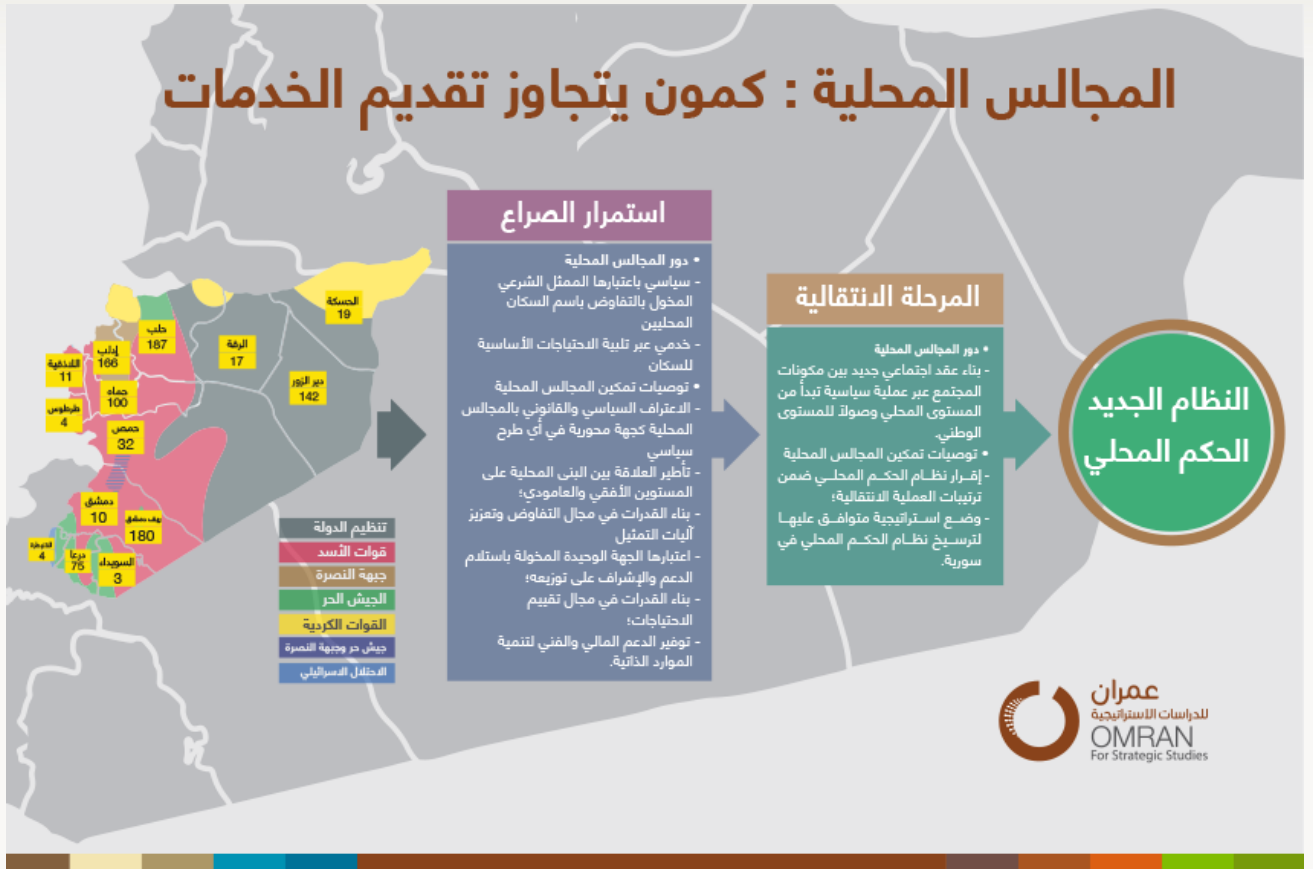 المجالس المحلية : كمون يتجاوز تقديم الخدمات
استمرار الصراع
• دور المجالس المحلية
- سياسي باعتبارها الممثل الشرعي
المخول بالتفاوض باسم السكان
المحليين
- خدمي عبر تلبية الاحتياجات الأساسية
للسكان
• توصيات تمكين المجالس المحلية
- الاعتراف السياسي والقانوني بالمجالس
المحلية كجهة محورية في أي طرح
سياسي
- تأطير العلاقة بين البنى المحلية على
المستويين الأفقي والعامودي؛
- بناء القدرات في مجال التفاوض وتعزيز
آليات التمثيل
- اعتبارها الجهة الوحيدة المخولة باستلام
الدعم والإشراف على توزيعه؛
- بناء القدرات في مجال تقييم
الاحتياجات؛
- توفير الدعم المالي والفني لتنمية
الموارد الذاتية.
المرحلة الانتقالية
• دور المجالس المحلية
- بناء عقد اجتماعي جديد بين مكونات
المجتمع عبر عملية سياسية تبدأ من
المستوى المحلي وصولاً للمستوى
الوطني.
• توصيات تمكين المجالس المحلية
- إقرار نظام الحكم المحلي ضمن
ترتيبات العملية الانتقالية؛
- وضع استراتيجية متوافق عليها
لترسيخ نظام الحكم المحلي في
سورية.
النظام الجديد
الحكم المحلي
الحسكة
19
حلب
187
إدلب
166
اللاذقية
11
حماه
100
طرطوس
4
حمص
32
الرقة
17
دير الزور
142
دمشق
10
ريف دمشق
180
القنيطرة
4
درعا
75
السويداء
3
تنظيم الدولة
قوات الأسد
جبهة النصرة
الجيش الحر
القوات الكردية
جيش حر وجبهة النصرة
الاحتلال الاسرائيلي
عمران
للدراسات الاستراتيجية
OMRAN
For Strategic Studies